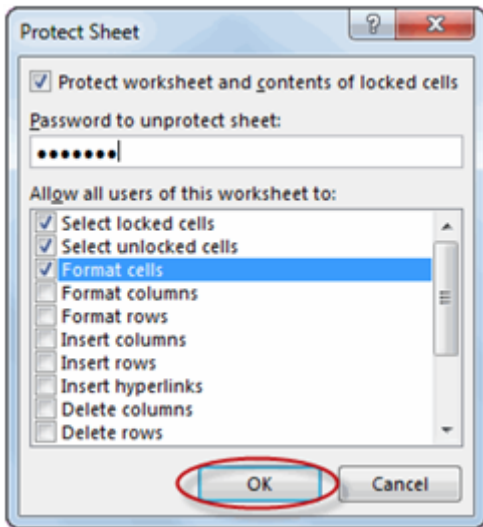 Protect Sheet
Protect worksheet and contents of locked cells
Password to unprotect sheet:
•••••••
Allow all users of this worksheet to:
Select locked cells
Select unlocked cells
Format cells
Format columns
Format rows
Insert columns
Insert rows
Insert hyperlinks
Delete columns
Delete rows
OK
Cancel